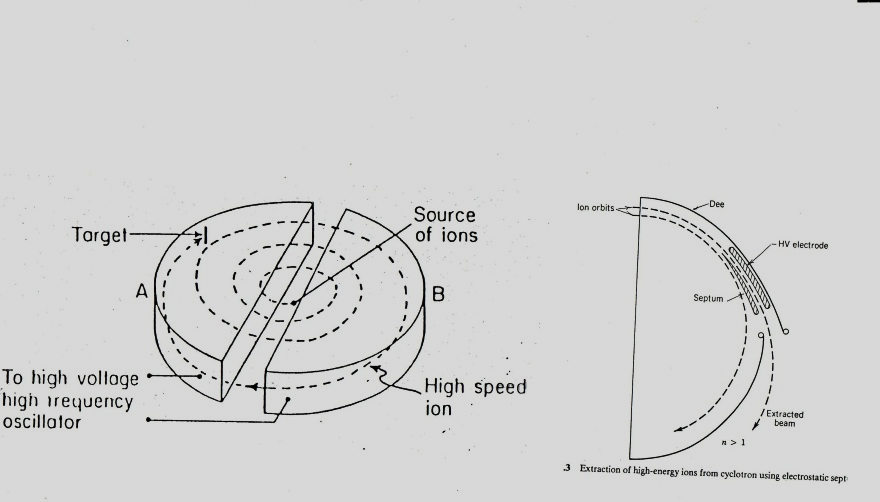 Target
Source
of ions
A
B
To high voltage
high frequency
oscillator
High speed
ion
Ion orbits
Dee
HV electrode
Septum
Extracted
beam
n > 1
.3 Extraction of high-energy ions from cyclotron using electrostatic sept